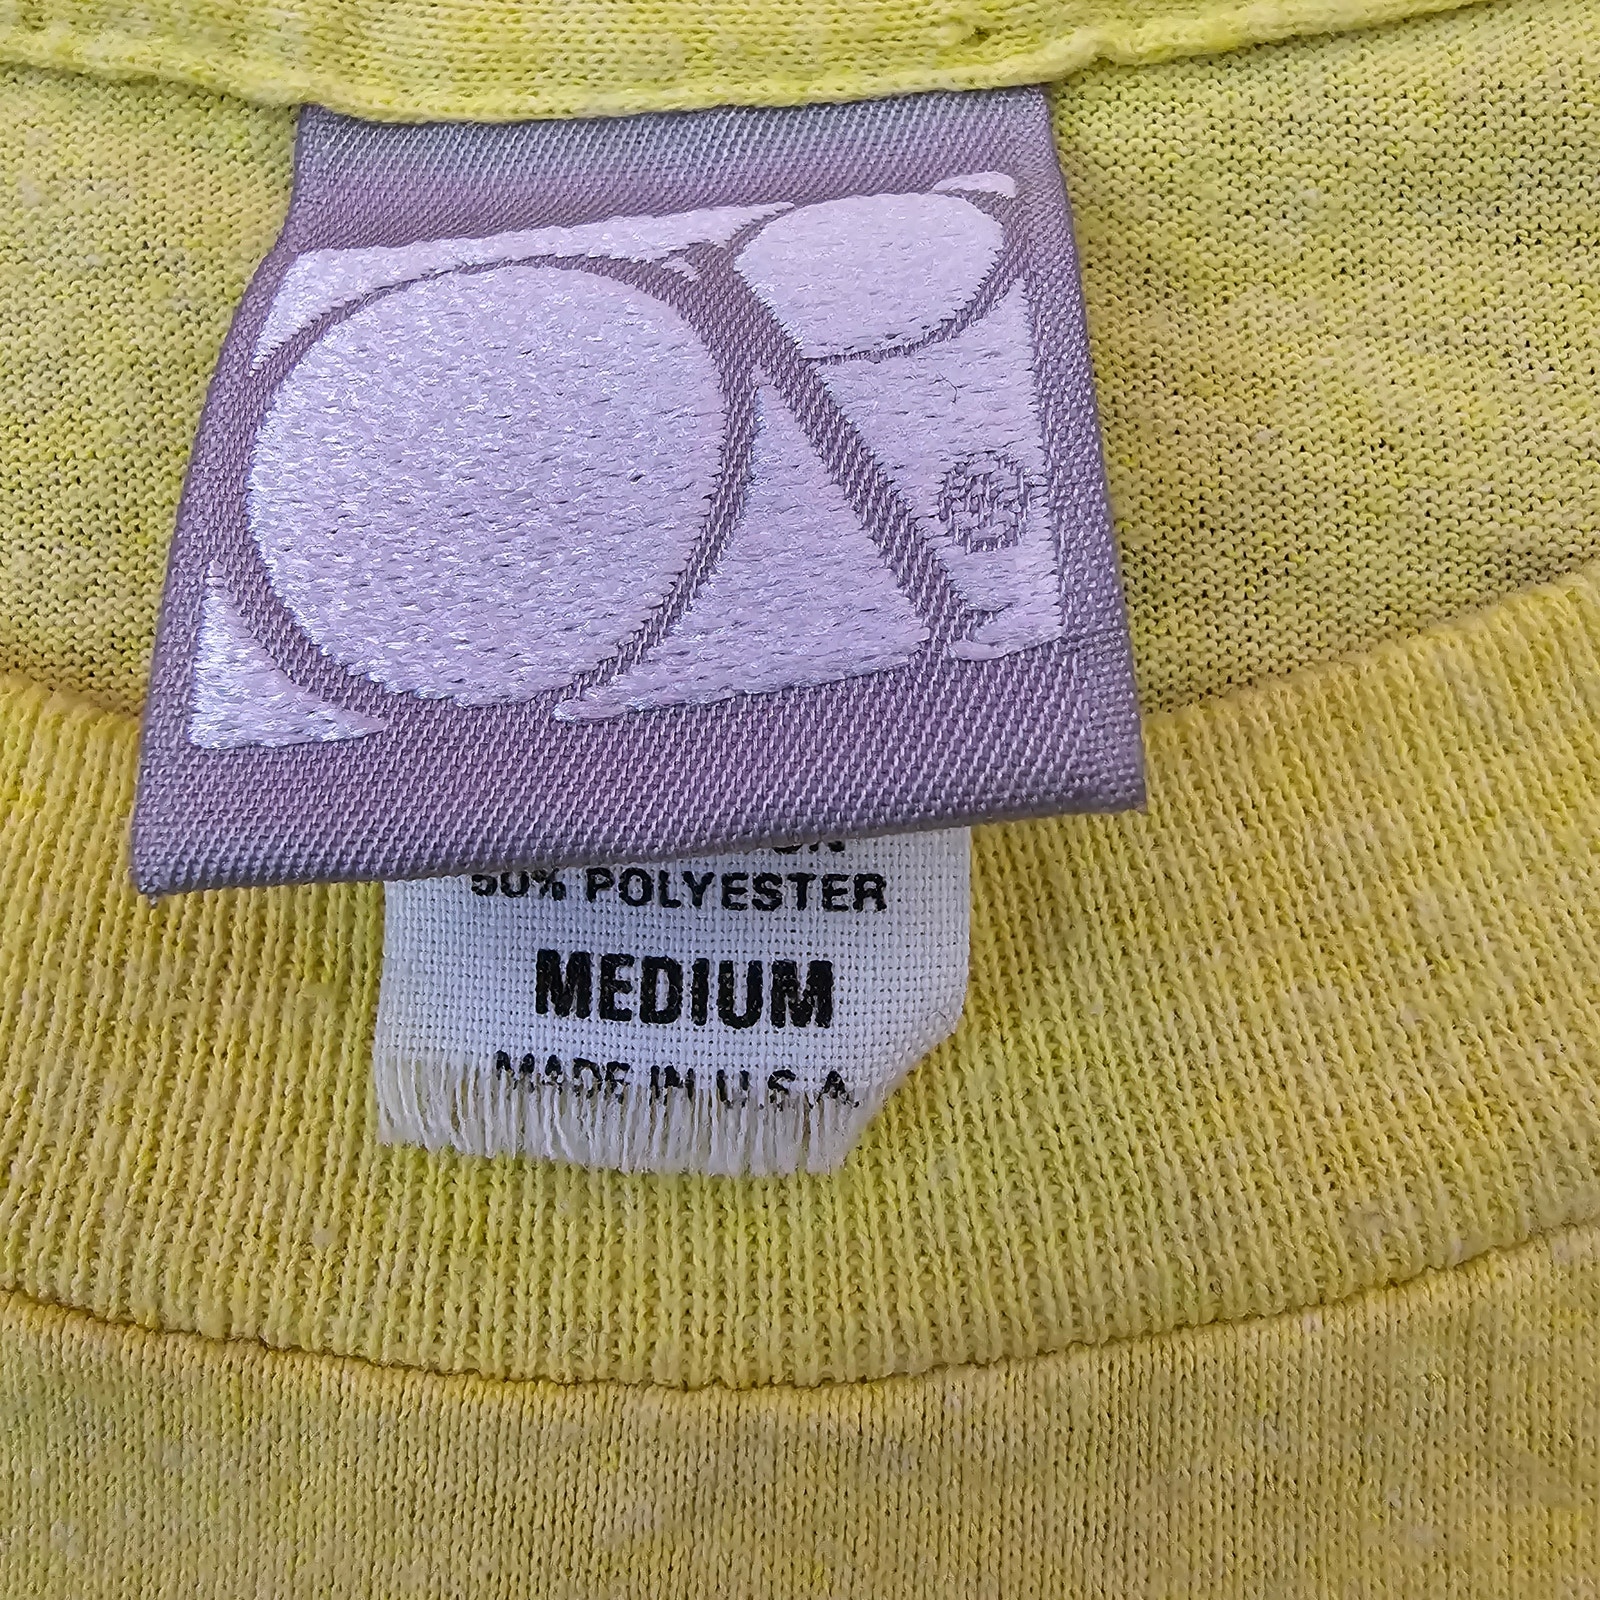 50% POLYESTER
MEDIUM
MADE IN U.S.A.